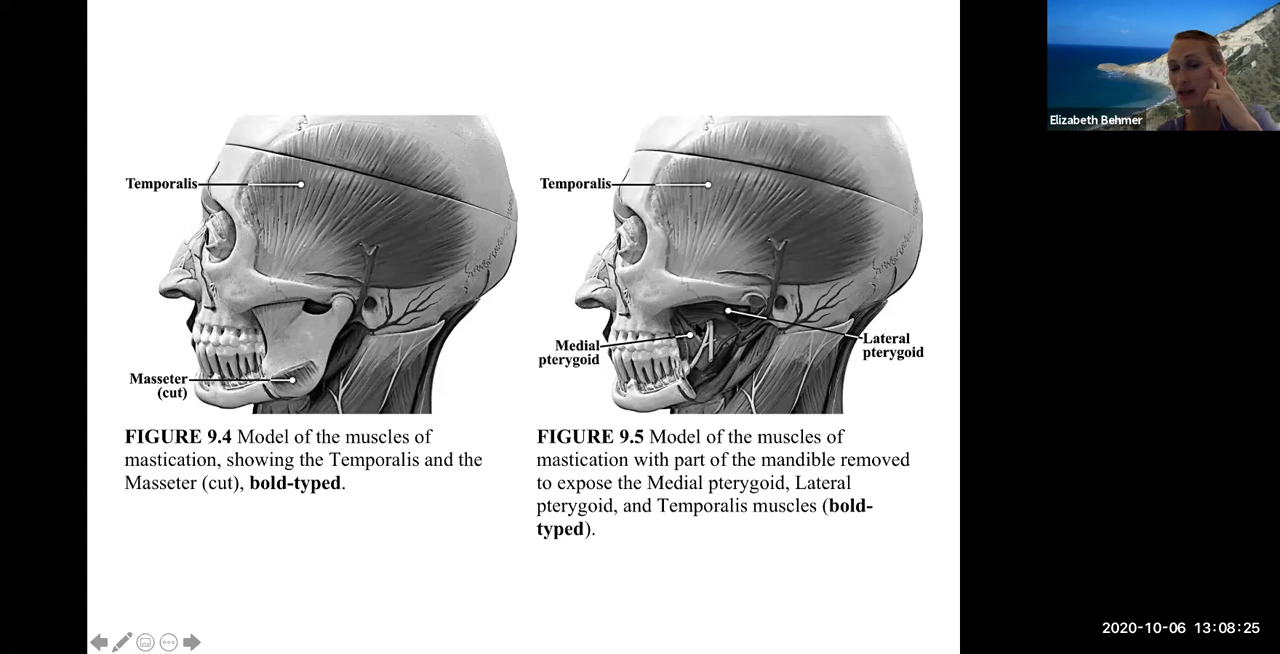 Elizabeth Behmer
Temporalis
Masseter
(cut)
FIGURE 9.4 Model of the muscles of
mastication, showing the Temporalis and the
Masseter (cut), bold-typed.
Temporalis
Medial
pterygoid
Lateral
pterygoid
FIGURE 9.5 Model of the muscles of
mastication with part of the mandible removed
to expose the Medial pterygoid, Lateral
pterygoid, and Temporalis muscles (bold-
typed).
2020-10-06 13:08:25